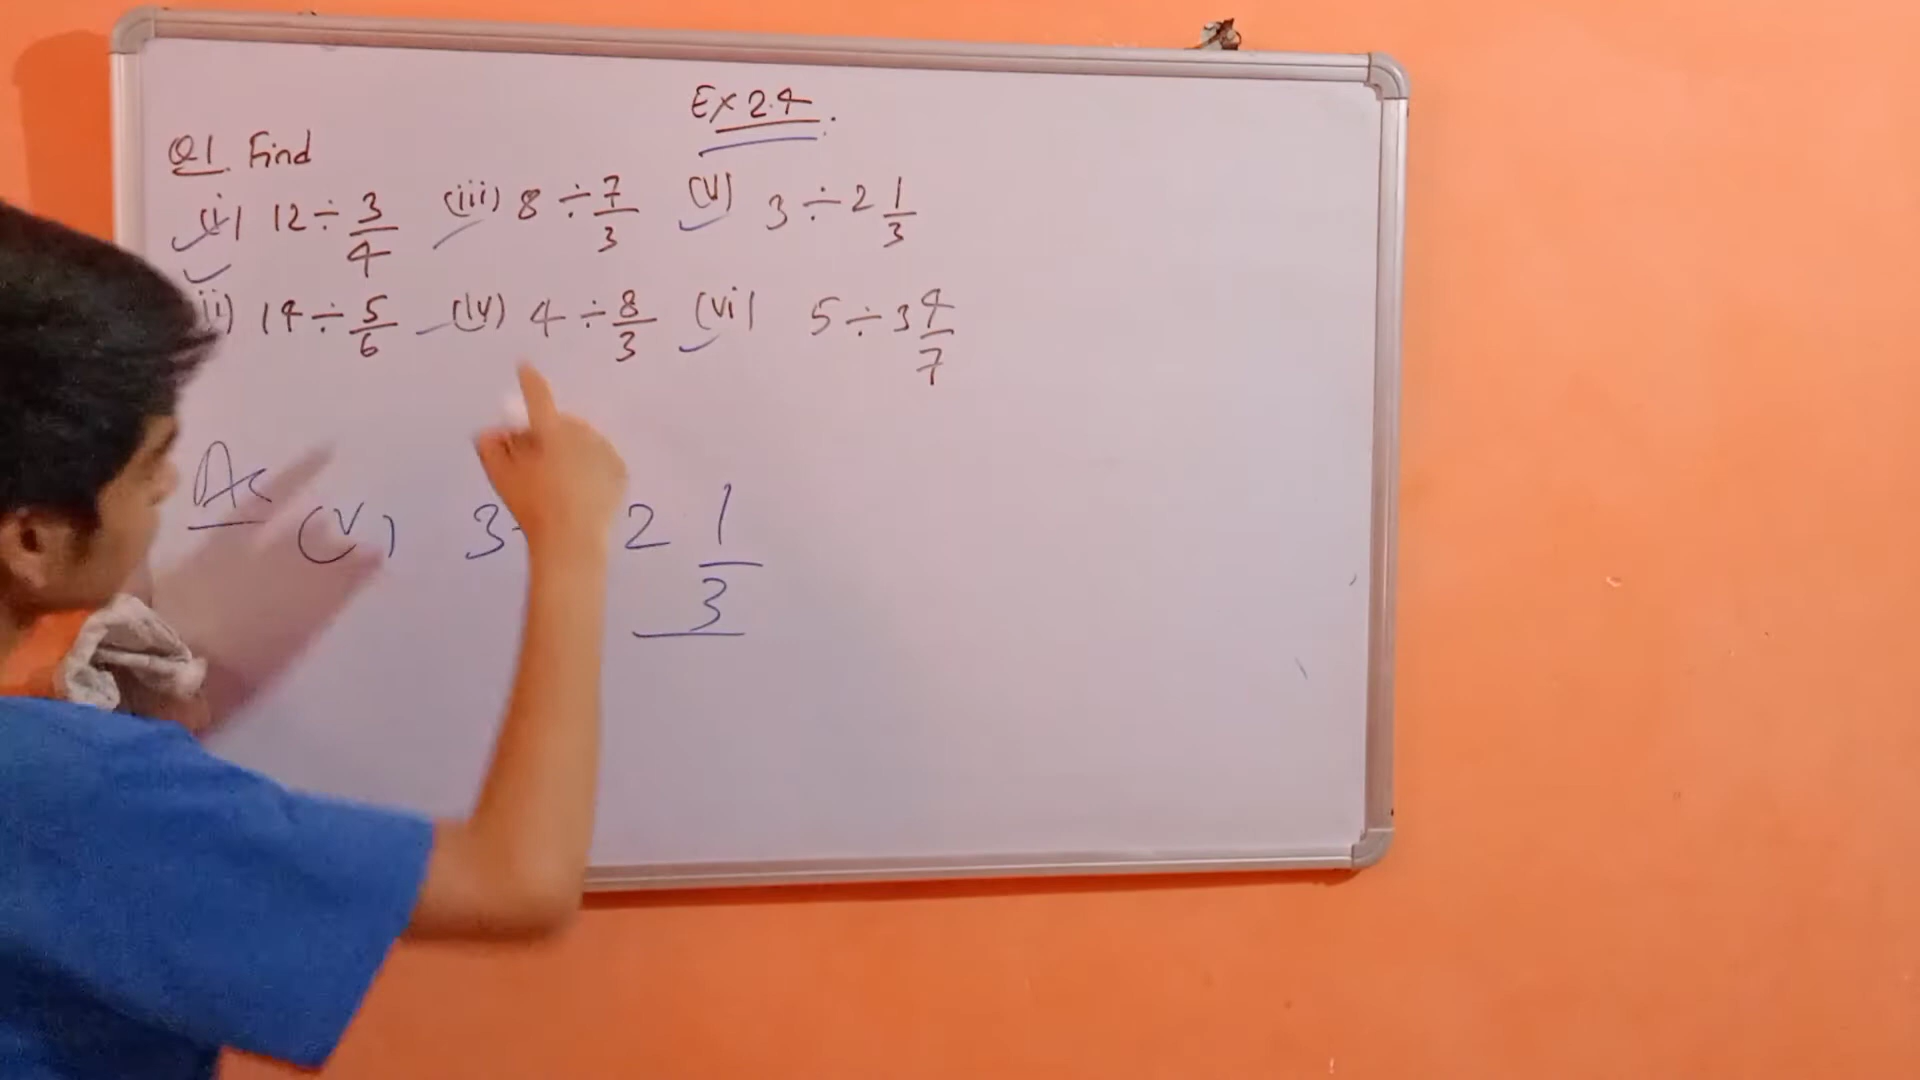 Ex 2.4
Q1. Find
(i) 12 ÷ 3/4 (iii) 8 ÷ 7/3 (v) 3 ÷ 2 1/3
ii) 14 ÷ 5/6 (iv) 4 ÷ 8/3 (vi) 5 ÷ 3 4/7
(v) 3 2 1/3